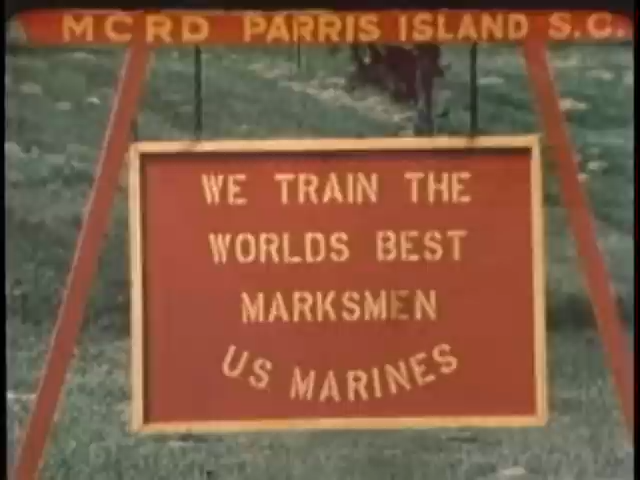 MCRD PARRIS ISLAND S.C.
WE TRAIN THE
WORLDS BEST
MARKSMEN
US MARINES